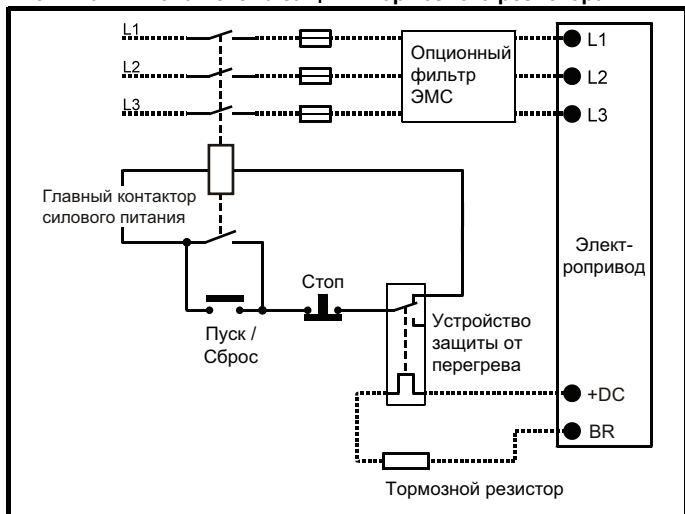 L1
L2
L3
Опционный
фильтр
ЭМС
L1
L2
L3
Главный контактор
силового питания
Элект-
ропривод
Стоп
Пуск /
Сброс
Устройство
защиты от
перегрева
+DC
BR
Тормозной резистор